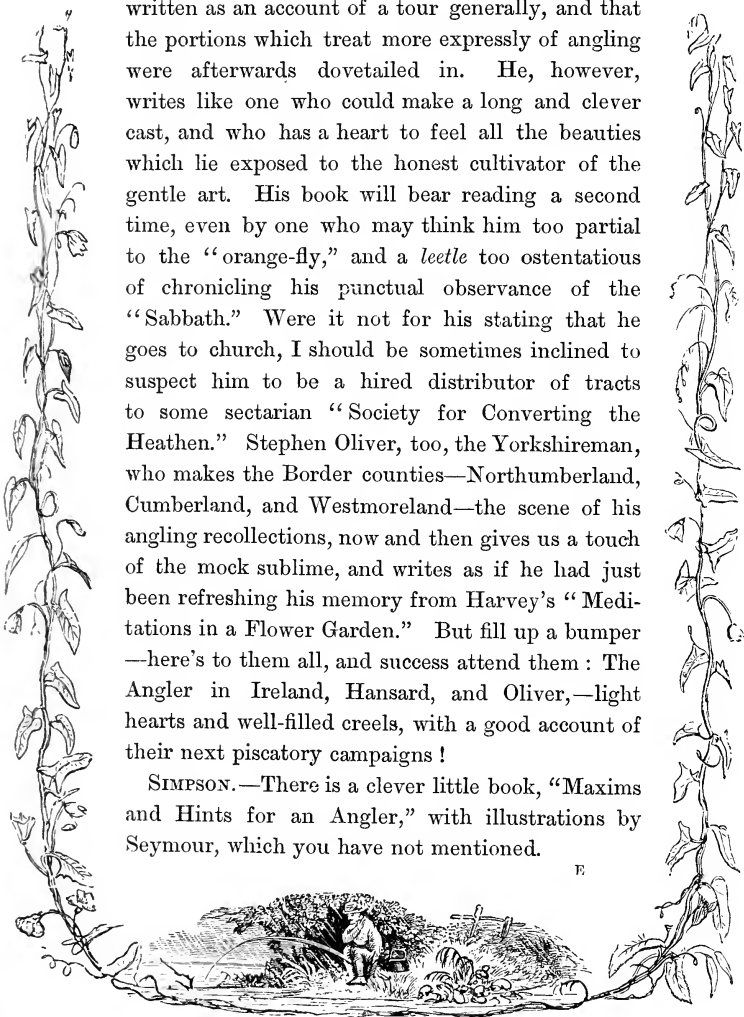 written as an account of a tour generally, and that
the portions which treat more expressly of angling
were afterwards dovetailed in. He, however,
writes like one who could make a long and clever
cast, and who has a heart to feel all the beauties
which lie exposed to the honest cultivator of the
gentle art. His book will bear reading a second
time, even by one who may think him too partial
to the “orange-fly,” and a leetle too ostentatious
of chronicling his punctual observance of the
“Sabbath.” Were it not for his stating that he
goes to church, I should be sometimes inclined to
suspect him to be a hired distributor of tracts
to some sectarian “Society for Converting the
Heathen.” Stephen Oliver, too, the Yorkshireman,
who makes the Border counties—Northumberland,
Cumberland, and Westmoreland—the scene of his
angling recollections, now and then gives us a touch
of the mock sublime, and writes as if he had just
been refreshing his memory from Harvey’s “Medi-
tations in a Flower Garden.” But fill up a bumper
—here’s to them all, and success attend them : The
Angler in Ireland, Hansard, and Oliver,—light
hearts and well-filled creels, with a good account of
their next piscatory campaigns !
SIMPSON.—There is a clever little book, “Maxims
and Hints for an Angler,” with illustrations by
Seymour, which you have not mentioned.
E